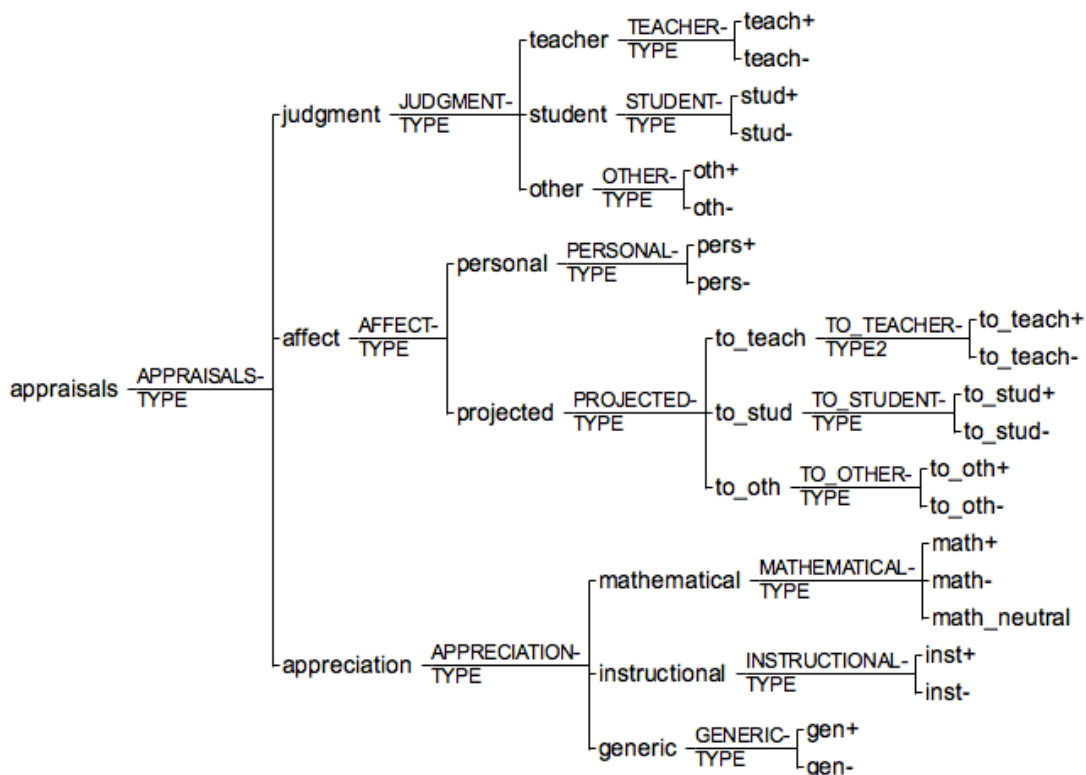 teacher TEACHER-TYPE teach+
teach-
judgment JUDGMENT-TYPE student STUDENT-TYPE stud+
stud-
other OTHER-TYPE oth+
oth-
personal PERSONAL-TYPE pers+
pers-
affect AFFECT-TYPE
to_teach TO_TEACHER-TYPE2 to_teach+
to_teach-
appraisals APPRAISALS-TYPE
projected PROJECTED-TYPE to_stud TO_STUDENT-TYPE to_stud+
to_stud-
to_oth TO_OTHER-TYPE to_oth+
to_oth-
mathematical MATHEMATICAL-TYPE math+
math-
math_neutral
appreciation APPRECIATION-TYPE instructional INSTRUCTIONAL-TYPE inst+
inst-
generic GENERIC-TYPE gen+
gen-